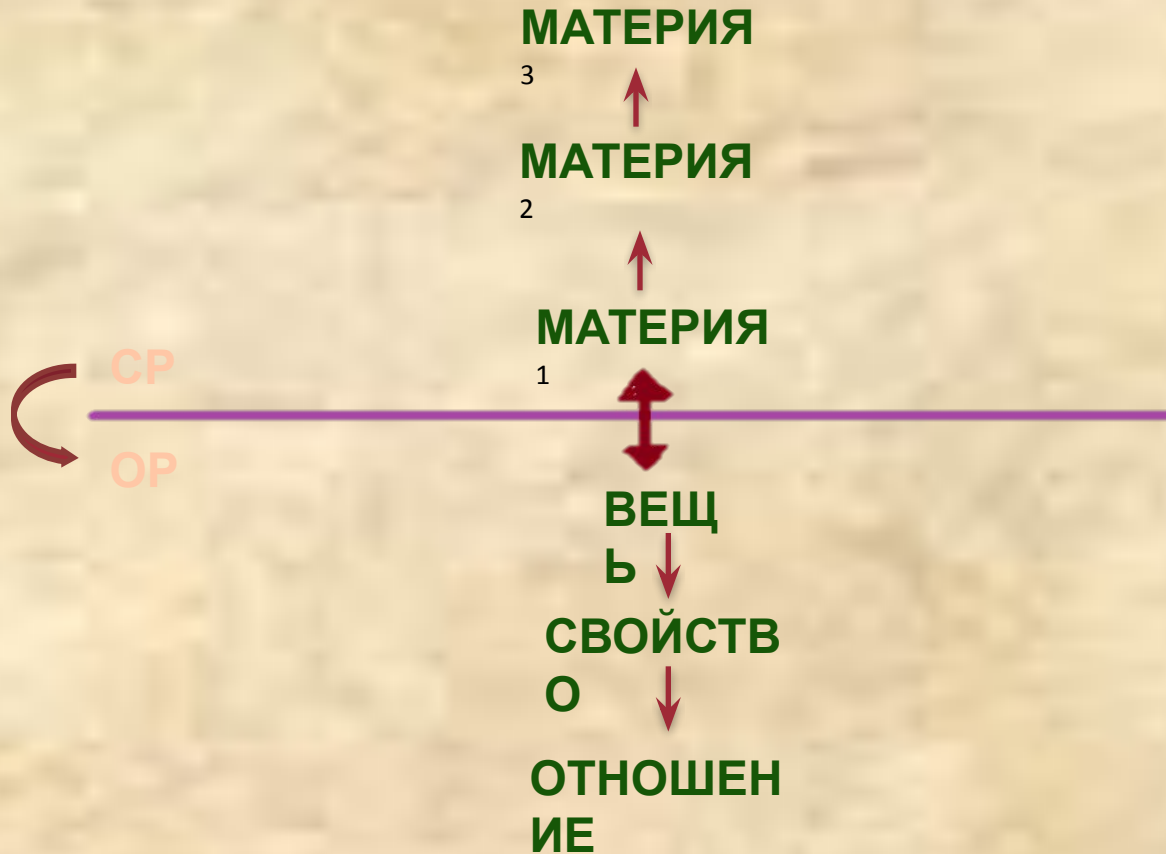 МАТЕРИЯ
3
МАТЕРИЯ
2
МАТЕРИЯ
1
СР
ОР
ВЕЩ
Ь
СВОЙСТВ
О
ОТНОШЕН
ИЕ